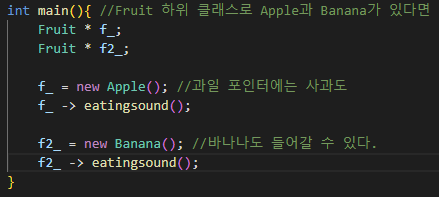 int main(){ //Fruit 하위 클래스로 Apple과 Banana가 있다면
Fruit * f_;
Fruit * f2_;
f_ = new Apple(); //과일 포인터에는 사과도
f_ -> eatingsound();
f2_ = new Banana(); //바나나도 들어갈 수 있다.
f2_ -> eatingsound();
}